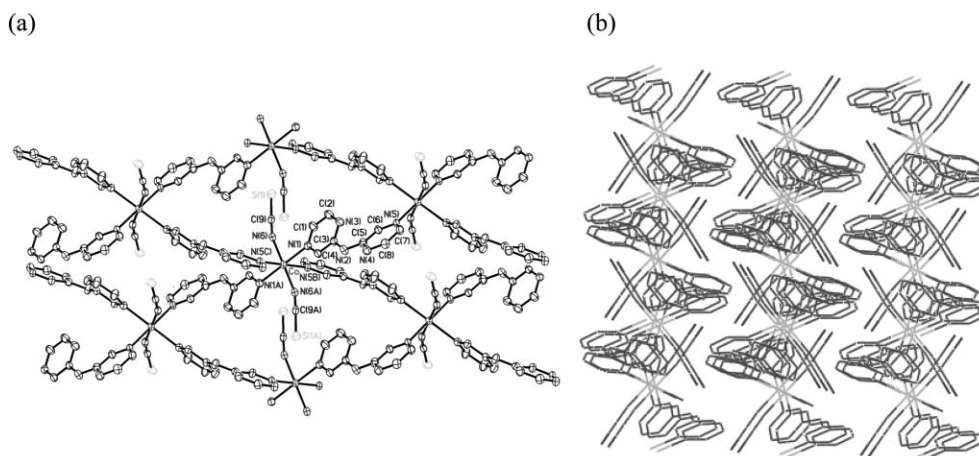 (a)
(b)
S(1)
C(9)
N(6)
C(1)
C(2)
N(3)
N(1)
C(3)
C(4)
N(2)
C(5)
N(4)
C(6)
N(5)
C(7)
C(8)
N(5C)
Co
N(5B)
N(1A)
N(6A)
C(9A)
S(1A)